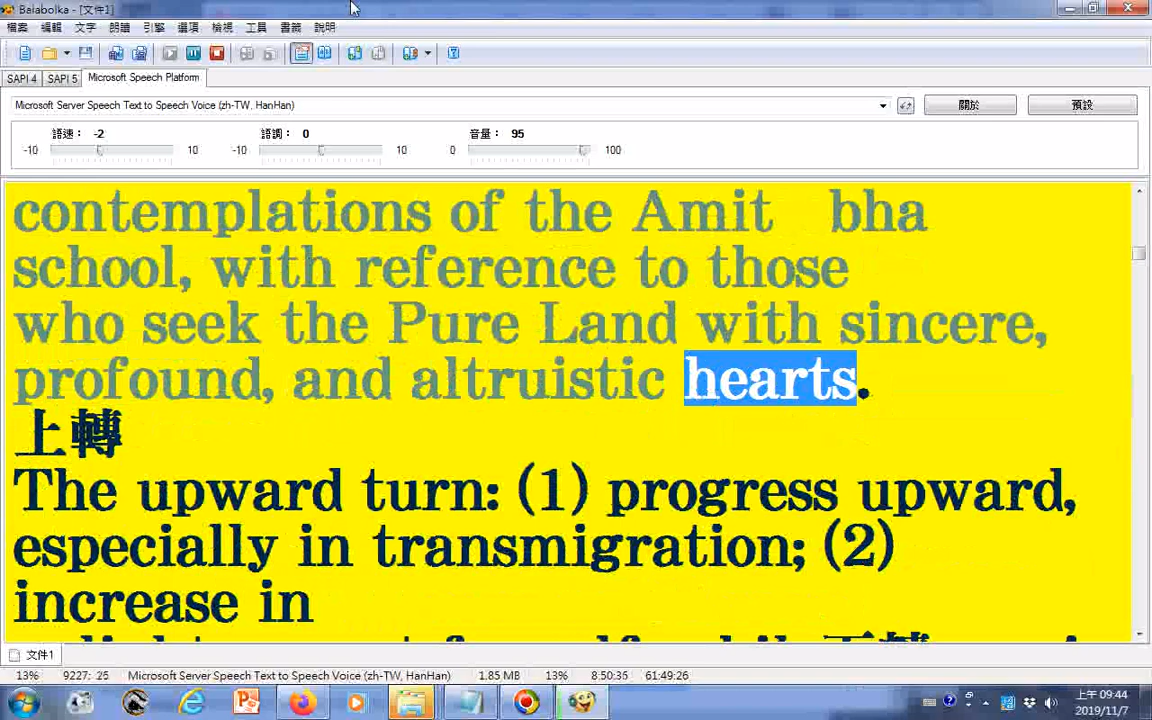 Balabolka - [文件1]
檔案 編輯 文字 朗讀 引擎 選項 檢視 工具 書籤 說明
SAPI 4 SAPI 5 Microsoft Speech Platform
Microsoft Server Speech Text to Speech Voice (zh-TW, HanHan) 關於 預設
語速： -2 語調： 0 音量： 95
-10 10 -10 10 0 100
contemplations of the Amit bha
school, with reference to those
who seek the Pure Land with sincere,
profound, and altruistic hearts.
上轉
The upward turn: (1) progress upward,
especially in transmigration; (2)
increase in
文件1
13% 9227: 25 Microsoft Server Speech Text to Speech Voice (zh-TW, HanHan) 1.85 MB 13% 8:50:35 61:49:26
上午 09:44
2019/11/7